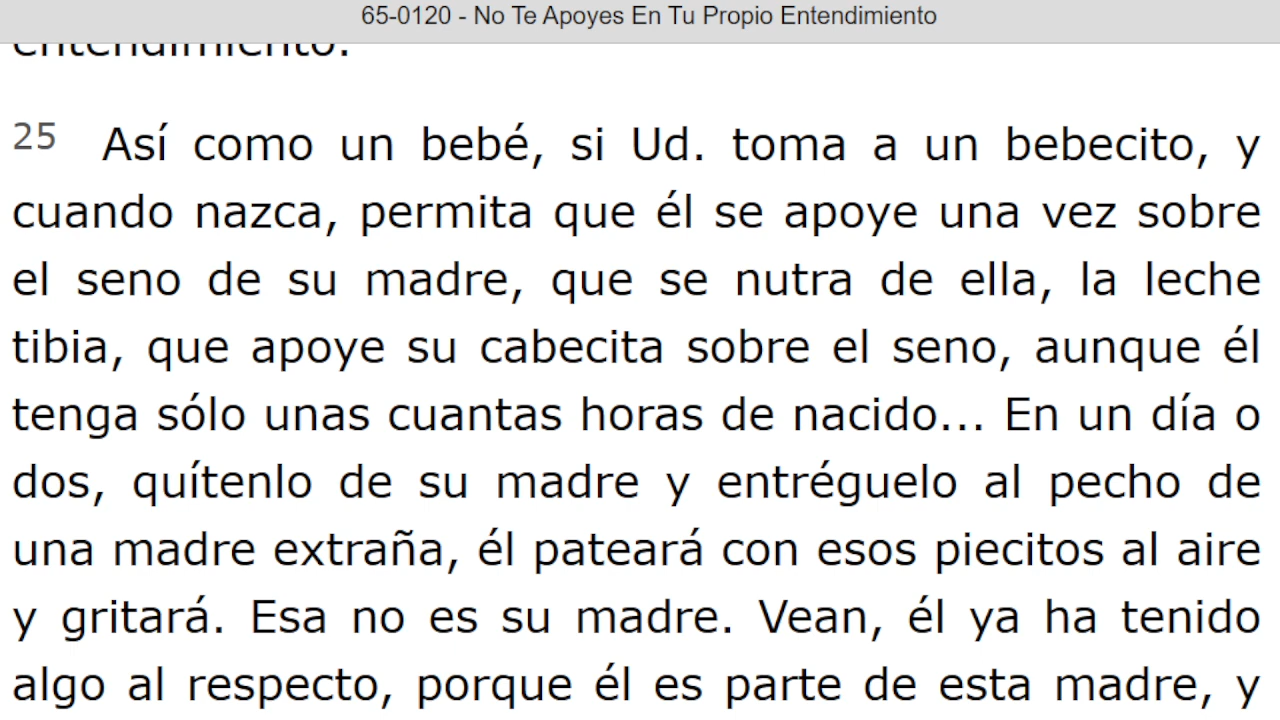 65-0120 - No Te Apoyes En Tu Propio Entendimiento
entendimiento.
25 Así como un bebé, si Ud. toma a un bebecito, y
cuando nazca, permita que él se apoye una vez sobre
el seno de su madre, que se nutra de ella, la leche
tibia, que apoye su cabecita sobre el seno, aunque él
tenga sólo unas cuantas horas de nacido... En un día o
dos, quítenlo de su madre y entréguelo al pecho de
una madre extraña, él pateará con esos piecitos al aire
y gritará. Esa no es su madre. Vean, él ya ha tenido
algo al respecto, porque él es parte de esta madre, y